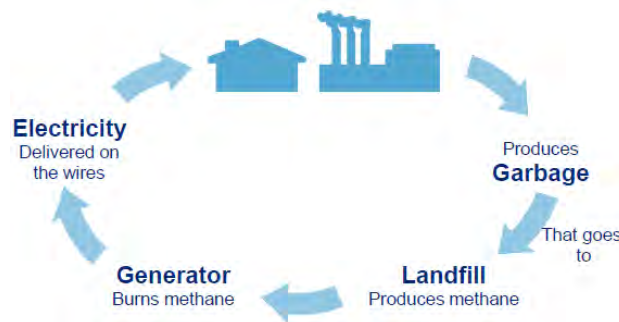 Produces
Garbage
That goes
to
Landfill
Produces methane
Generator
Burns methane
Electricity
Delivered on
the wires